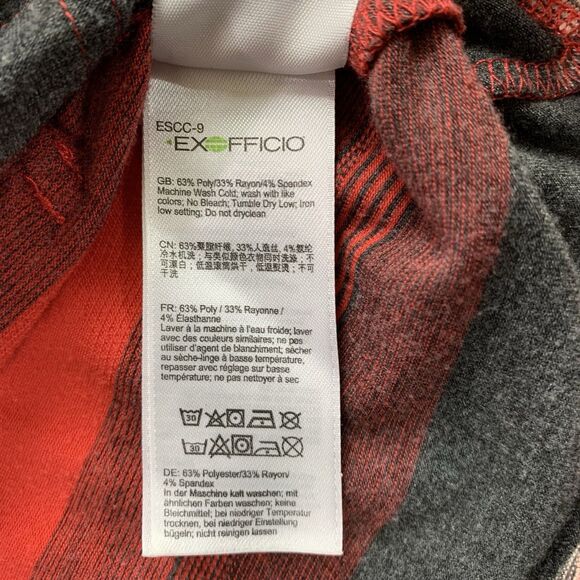 ESCC-9
EXOFFICIO
GB: 63% Poly/33% Rayon/4% Spandex
Machine Wash Cold; wash with like
colors; No Bleach; Tumble Dry Low; Iron
low setting; Do not dryclean
CN: 63%聚酯纤维, 33%人造丝, 4%氨纶
冷水机洗；与类似颜色衣物同时洗涤；不
可漂白；低温滚筒烘干，低温熨烫；不可
干洗
FR: 63% Poly / 33% Rayonne /
4% Élasthanne
Laver à la machine à l'eau froide; laver
avec des couleurs similaires; ne pas
utiliser d'agent de blanchiment; sécher
au sèche-linge à basse température,
repasser avec réglage sur basse
température; ne pas nettoyer à sec
30
30
DE: 63% Polyester/33% Rayon/
4% Spandex
In der Maschine kalt waschen; mit
ähnlichen Farben waschen; keine
Bleichmittel; bei niedriger Temperatur
trocknen, bei niedriger Einstellung
bügeln; nicht reinigen lassen